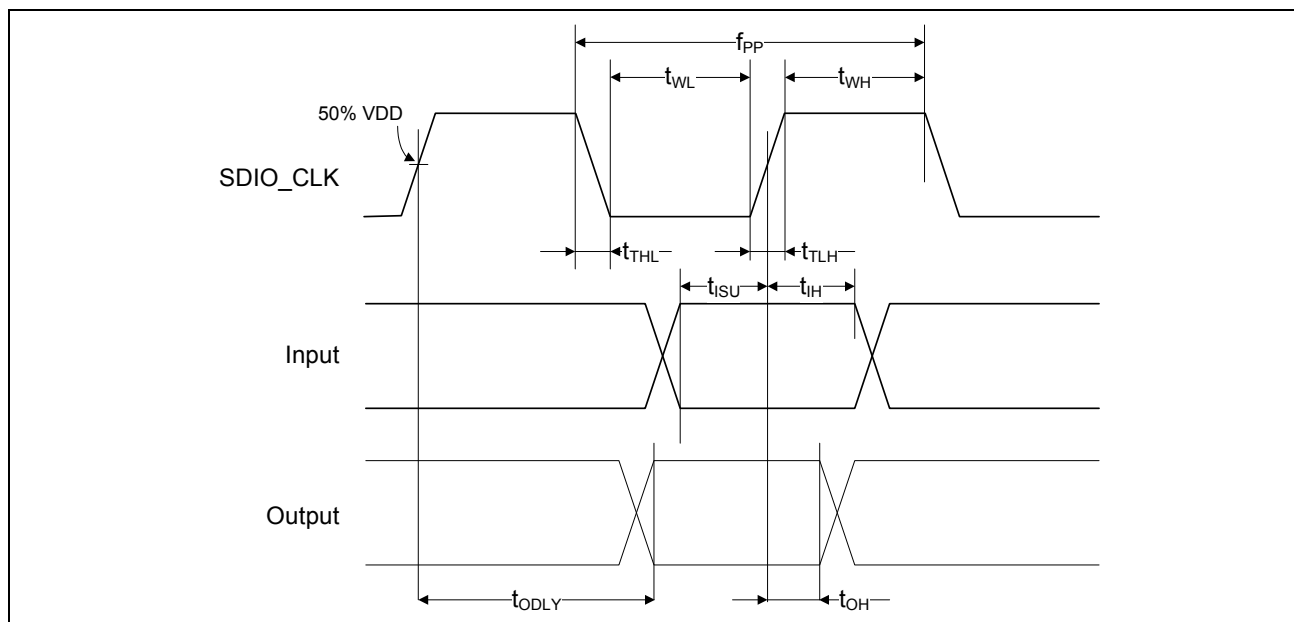 fPP
tWL
tWH
50% VDD
SDIO_CLK
tTHL
tTLH
tISU
tIH
Input
Output
tODLY
tOH